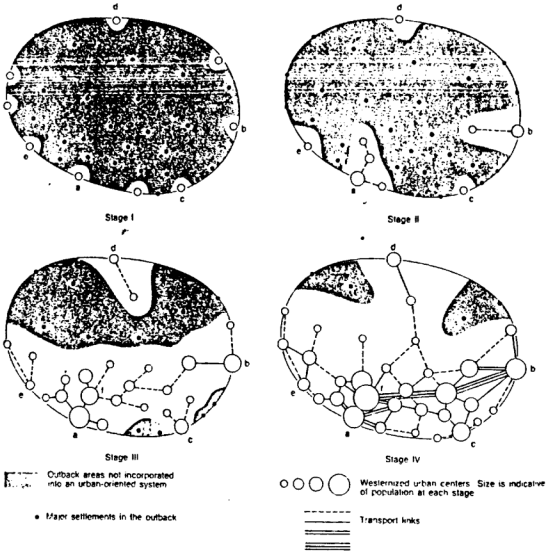 d
b
e
a
c
Stage I
d
b
e
a
c
Stage II
d
b
e
a
c
Stage III
d
b
e
f
a
c
Stage IV
Outback areas not incorporated
into an urban-oriented system
Major settlements in the outback
Westernized urban centers Size is indicative
of population at each stage
Transport links